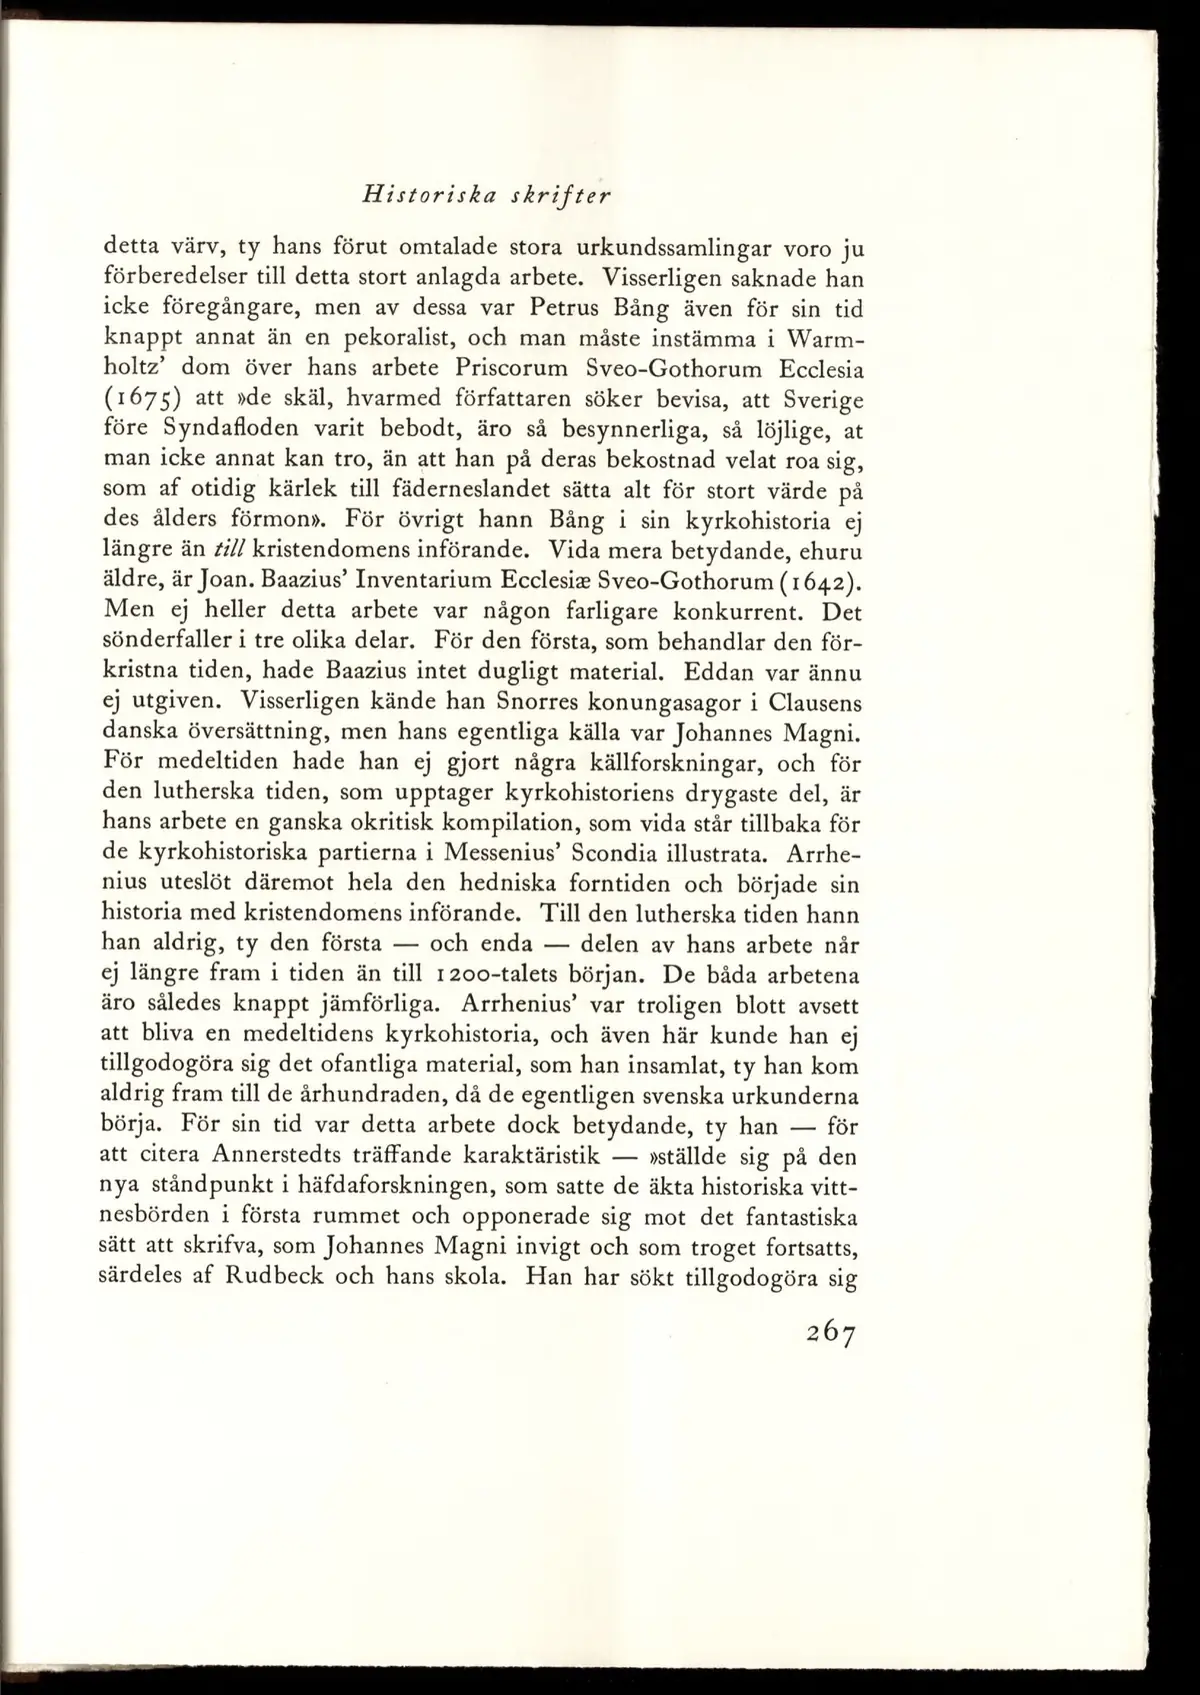 Historiska skrifter
detta värv, ty hans förut omtalade stora urkundssamlingar voro ju
förberedelser till detta stort anlagda arbete. Visserligen saknade han
icke föregångare, men av dessa var Petrus Bång även för sin tid
knappt annat än en pekoralist, och man måste instämma i Warm-
holtz’ dom över hans arbete Priscorum Sveo-Gothorum Ecclesia
(1675) att »de skäl, hvarmed författaren söker bevisa, att Sverige
före Syndafloden varit bebodt, äro så besynnerliga, så löjlige, at
man icke annat kan tro, än att han på deras bekostnad velat roa sig,
som af otidig kärlek till fäderneslandet sätta alt för stort värde på
des ålders förmon». För övrigt hann Bång i sin kyrkohistoria ej
längre än till kristendomens införande. Vida mera betydande, ehuru
äldre, är Joan. Baazius’ Inventarium Ecclesiæ Sveo-Gothorum (1642).
Men ej heller detta arbete var någon farligare konkurrent. Det
sönderfaller i tre olika delar. För den första, som behandlar den för-
kristna tiden, hade Baazius intet dugligt material. Eddan var ännu
ej utgiven. Visserligen kände han Snorres konungasagor i Clausens
danska översättning, men hans egentliga källa var Johannes Magni.
För medeltiden hade han ej gjort några källforskningar, och för
den lutherska tiden, som upptager kyrkohistoriens drygaste del, är
hans arbete en ganska okritisk kompilation, som vida står tillbaka för
de kyrkohistoriska partierna i Messenius’ Scondia illustrata. Arrhe-
nius uteslöt däremot hela den hedniska forntiden och började sin
historia med kristendomens införande. Till den lutherska tiden hann
han aldrig, ty den första — och enda — delen av hans arbete når
ej längre fram i tiden än till 1200-talets början. De båda arbetena
äro således knappt jämförliga. Arrhenius’ var troligen blott avsett
att bliva en medeltidens kyrkohistoria, och även här kunde han ej
tillgodogöra sig det ofantliga material, som han insamlat, ty han kom
aldrig fram till de århundraden, då de egentligen svenska urkunderna
börja. För sin tid var detta arbete dock betydande, ty han — för
att citera Annerstedts träffande karaktäristik — »ställde sig på den
nya ståndpunkt i häfdaforskningen, som satte de äkta historiska vitt-
nesbörden i första rummet och opponerade sig mot det fantastiska
sätt att skrifva, som Johannes Magni invigt och som troget fortsatts,
särdeles af Rudbeck och hans skola. Han har sökt tillgodogöra sig
267